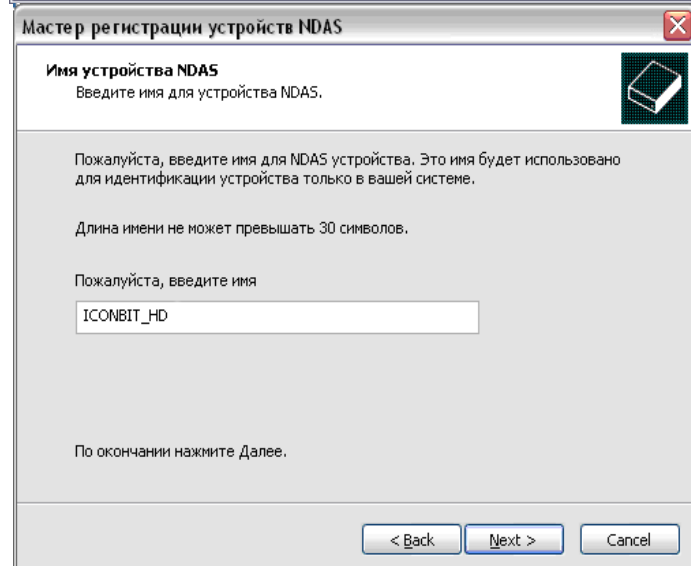 Мастер регистрации устройств NDAS
Имя устройства NDAS
Введите имя для устройства NDAS.
Пожалуйста, введите имя для NDAS устройства. Это имя будет использовано
для идентификации устройства только в вашей системе.
Длина имени не может превышать 30 символов.
Пожалуйста, введите имя
ICONBIT_HD
По окончании нажмите Далее.
< Back Next > Cancel